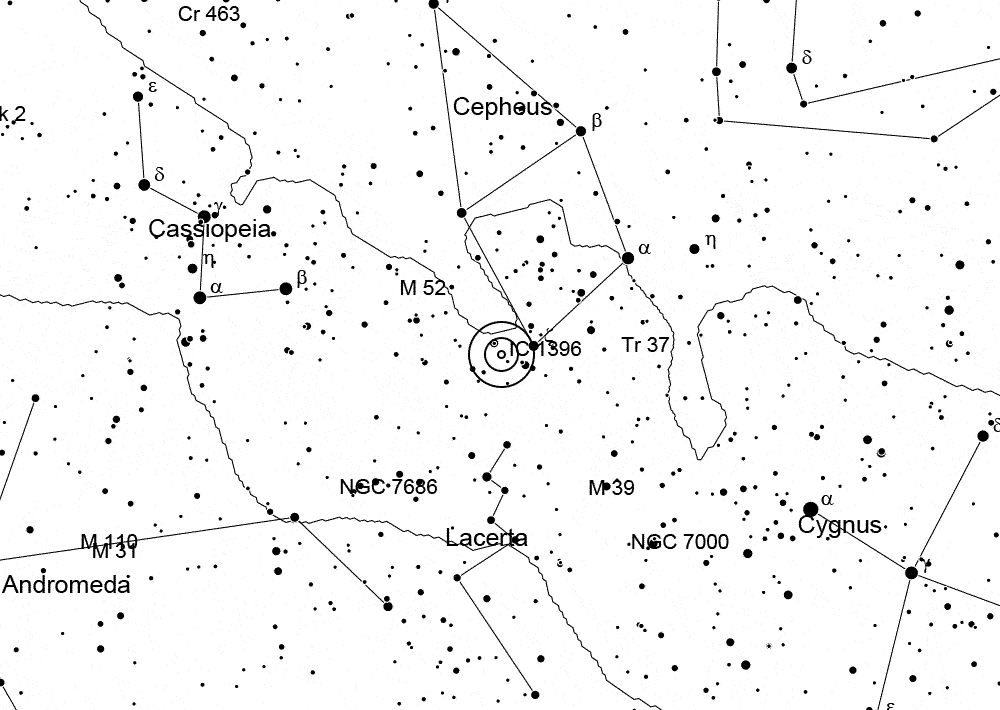 Cr 463
δ
ε
k 2
Cepheus
β
δ
γ
Cassiopeia
η
α
η
β
α
M 52
IC 1396
Tr 37
δ
NGC 7686
M 39
α
Cygnus
Lacerta
NGC 7000
M 110
M 31
γ
Andromeda
ε